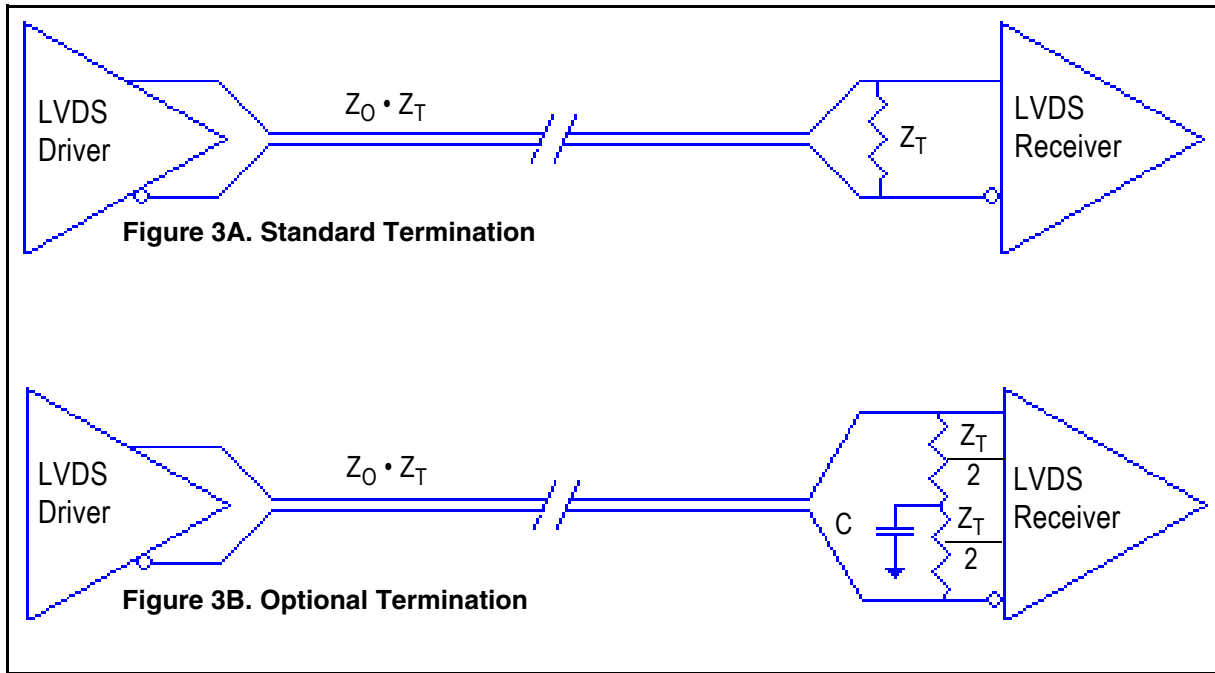 LVDS
Driver
Z_O • Z_T
Z_T
LVDS
Receiver
Figure 3A. Standard Termination
LVDS
Driver
Z_O • Z_T
C
Z_T
2
Z_T
2
LVDS
Receiver
Figure 3B. Optional Termination